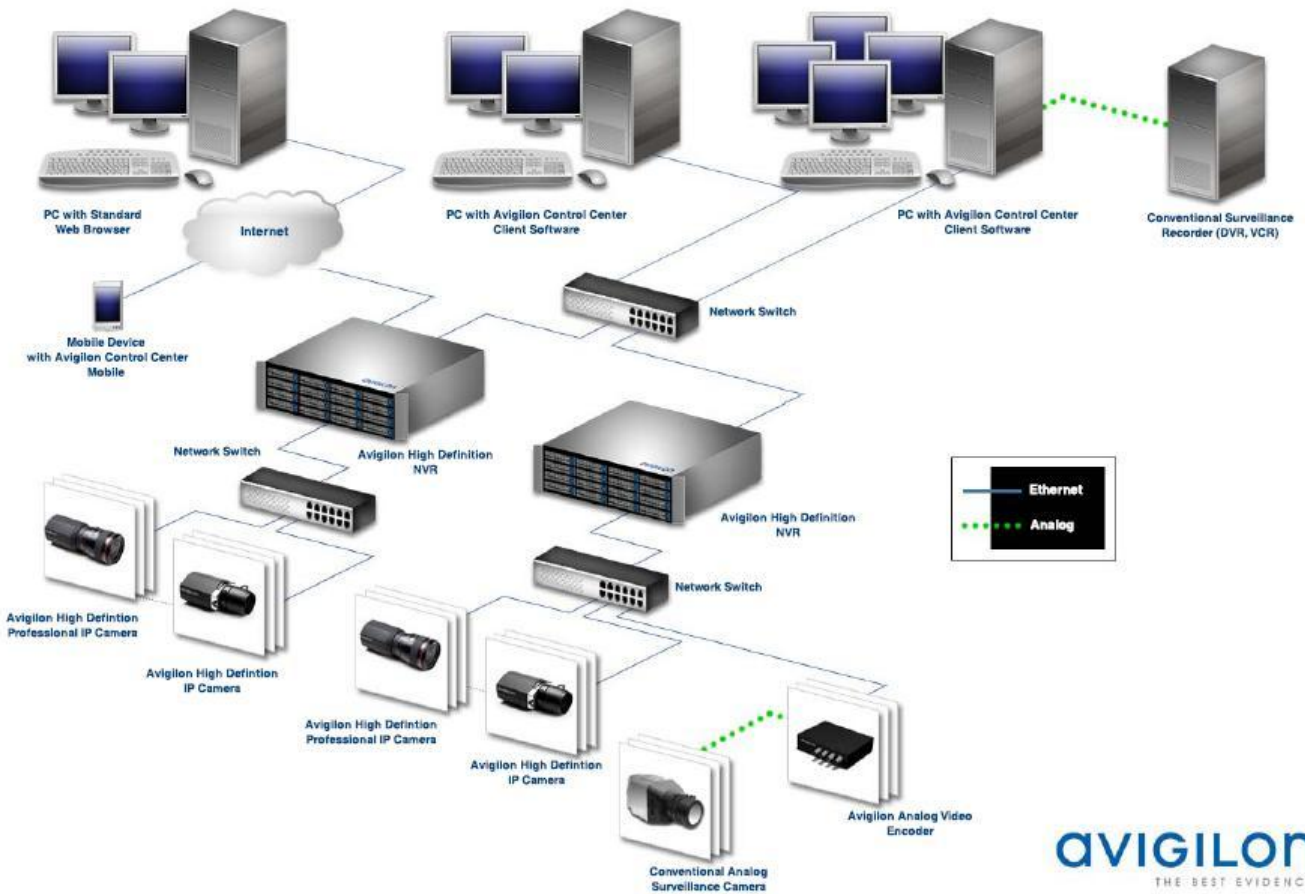 PC with Standard
Web Browser
PC with Avigilon Control Center
Client Software
PC with Avigilon Control Center
Client Software
Conventional Surveillance
Recorder (DVR, VCR)
Internet
Mobile Device
with Avigilon Control Center
Mobile
Network Switch
AVIGILON
Avigilon High Definition
NVR
Network Switch
AVIGILON
Avigilon High Definition
NVR
Ethernet
Analog
Network Switch
Avigilon High Defintion
Professional IP Camera
Avigilon High Defintion
IP Camera
Avigilon High Defintion
Professional IP Camera
Avigilon High Defintion
IP Camera
Conventional Analog
Surveillance Camera
Avigilon Analog Video
Encoder
aVIGILON
THE BEST EVIDENC